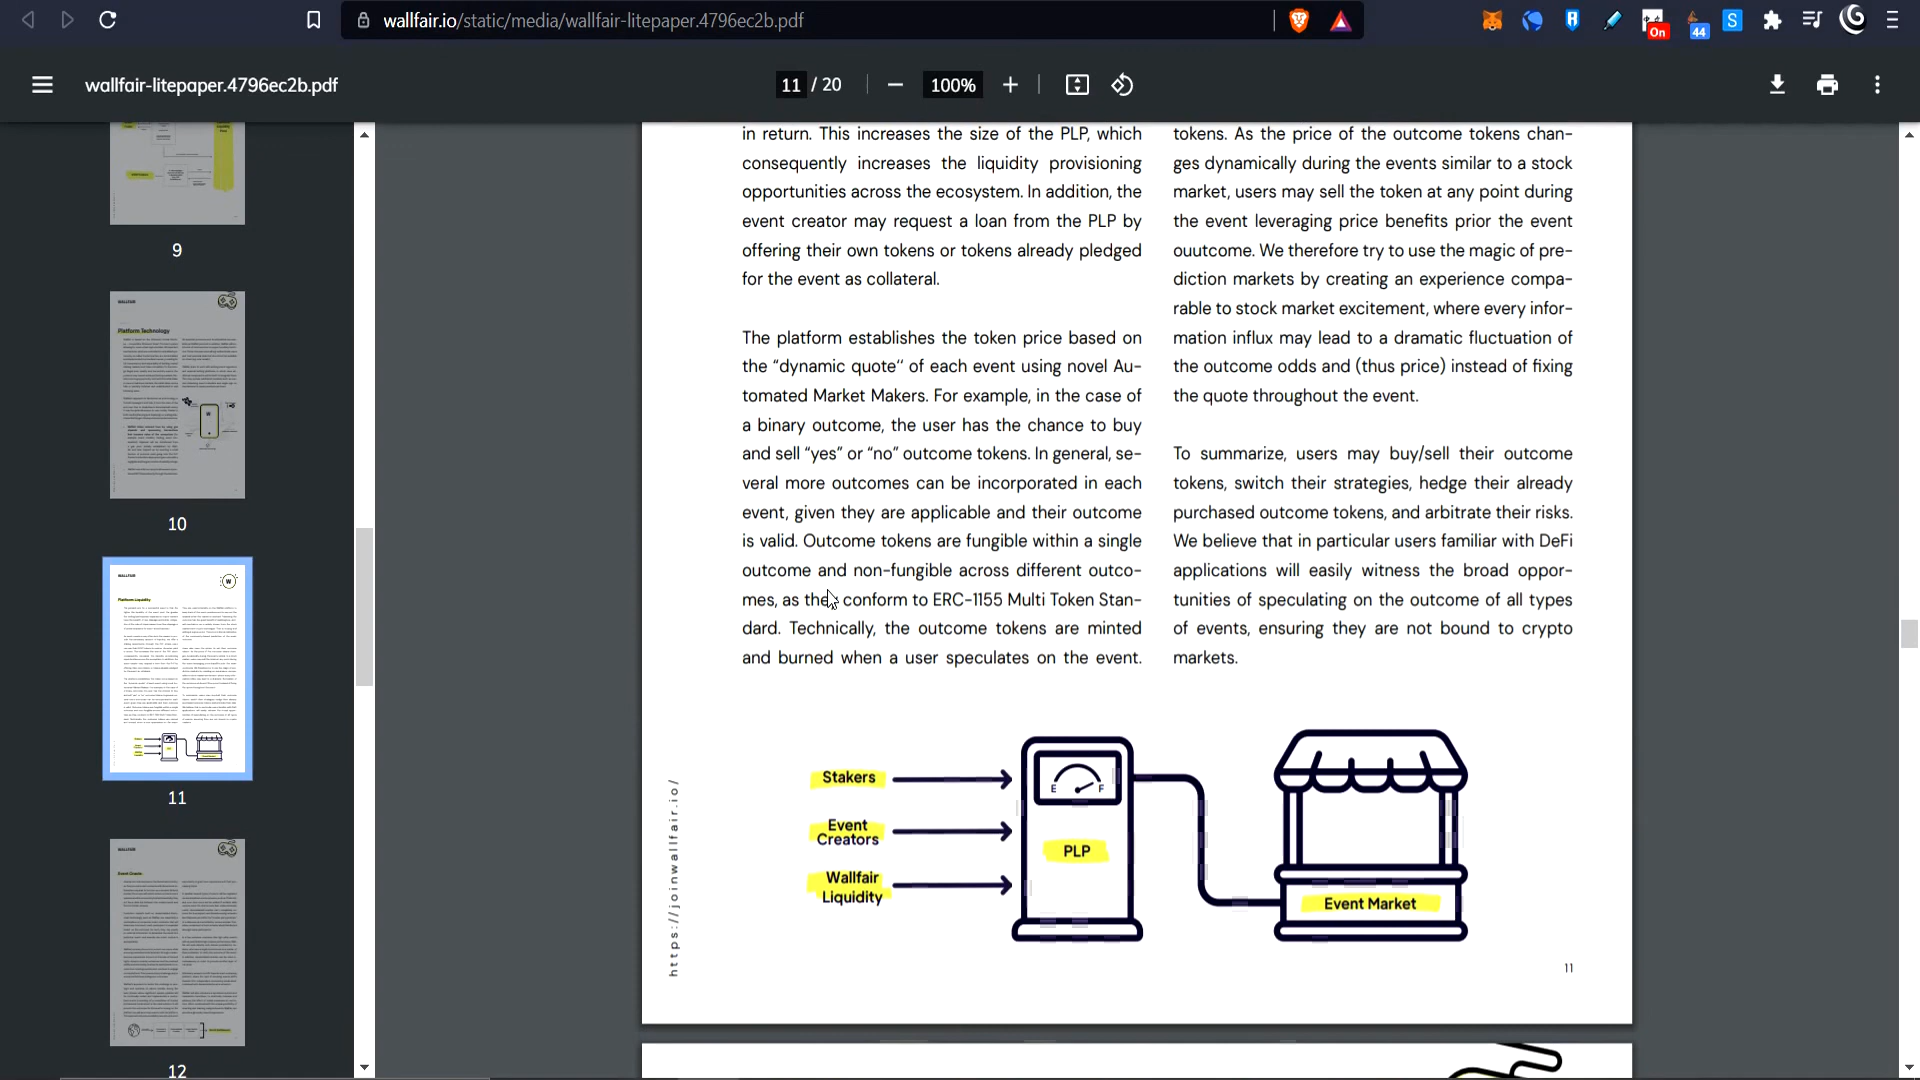 wallfair.io/static/media/wallfair-litepaper.4796ec2b.pdf
On
44
S
wallfair-litepaper.4796ec2b.pdf
11 / 20
100%
9
WALLFAIR
Platform Technology
10
WALLFAIR
W
Platform Liquidity
11
WALLFAIR
12
in return. This increases the size of the PLP, which
consequently increases the liquidity provisioning
opportunities across the ecosystem. In addition, the
event creator may request a loan from the PLP by
offering their own tokens or tokens already pledged
for the event as collateral.
The platform establishes the token price based on
the “dynamic quote‘‘ of each event using novel Au-
tomated Market Makers. For example, in the case of
a binary outcome, the user has the chance to buy
and sell “yes” or “no” outcome tokens. In general, se-
veral more outcomes can be incorporated in each
event, given they are applicable and their outcome
is valid. Outcome tokens are fungible within a single
outcome and non-fungible across different outco-
mes, as they conform to ERC-1155 Multi Token Stan-
dard. Technically, the outcome tokens are minted
and burned when a user speculates on the event.
tokens. As the price of the outcome tokens chan-
ges dynamically during the events similar to a stock
market, users may sell the token at any point during
the event leveraging price benefits prior the event
ouutcome. We therefore try to use the magic of pre-
diction markets by creating an experience compa-
rable to stock market excitement, where every infor-
mation influx may lead to a dramatic fluctuation of
the outcome odds and (thus price) instead of fixing
the quote throughout the event.
To summarize, users may buy/sell their outcome
tokens, switch their strategies, hedge their already
purchased outcome tokens, and arbitrate their risks.
We believe that in particular users familiar with DeFi
applications will easily witness the broad oppor-
tunities of speculating on the outcome of all types
of events, ensuring they are not bound to crypto
markets.
Stakers
Event
Creators
Wallfair
Liquidity
E F
PLP
Event Market
https://joinwallfair.io/
11